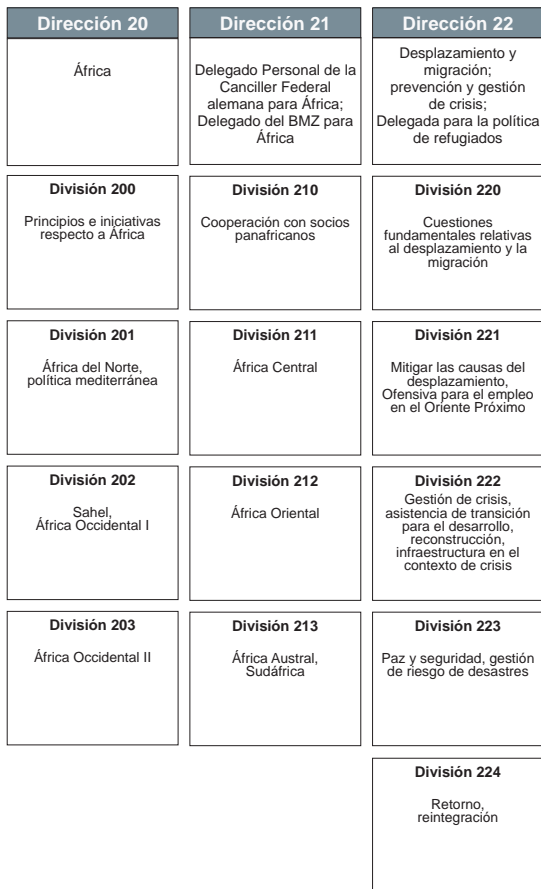 Dirección 20
África
División 200
Principios e iniciativas
respecto a África
División 201
África del Norte,
política mediterránea
División 202
Sahel,
África Occidental I
División 203
África Occidental II
Dirección 21
Delegado Personal de la
Canciller Federal
alemana para África;
Delegado del BMZ para
África
División 210
Cooperación con socios
panafricanos
División 211
África Central
División 212
África Oriental
División 213
África Austral,
Sudáfrica
Dirección 22
Desplazamiento y
migración;
prevención y gestión
de crisis;
Delegada para la política
de refugiados
División 220
Cuestiones
fundamentales relativas
al desplazamiento y la
migración
División 221
Mitigar las causas del
desplazamiento,
Ofensiva para el empleo
en el Oriente Próximo
División 222
Gestión de crisis,
asistencia de transición
para el desarrollo,
reconstrucción,
infraestructura en el
contexto de crisis
División 223
Paz y seguridad, gestión
de riesgo de desastres
División 224
Retorno,
reintegración